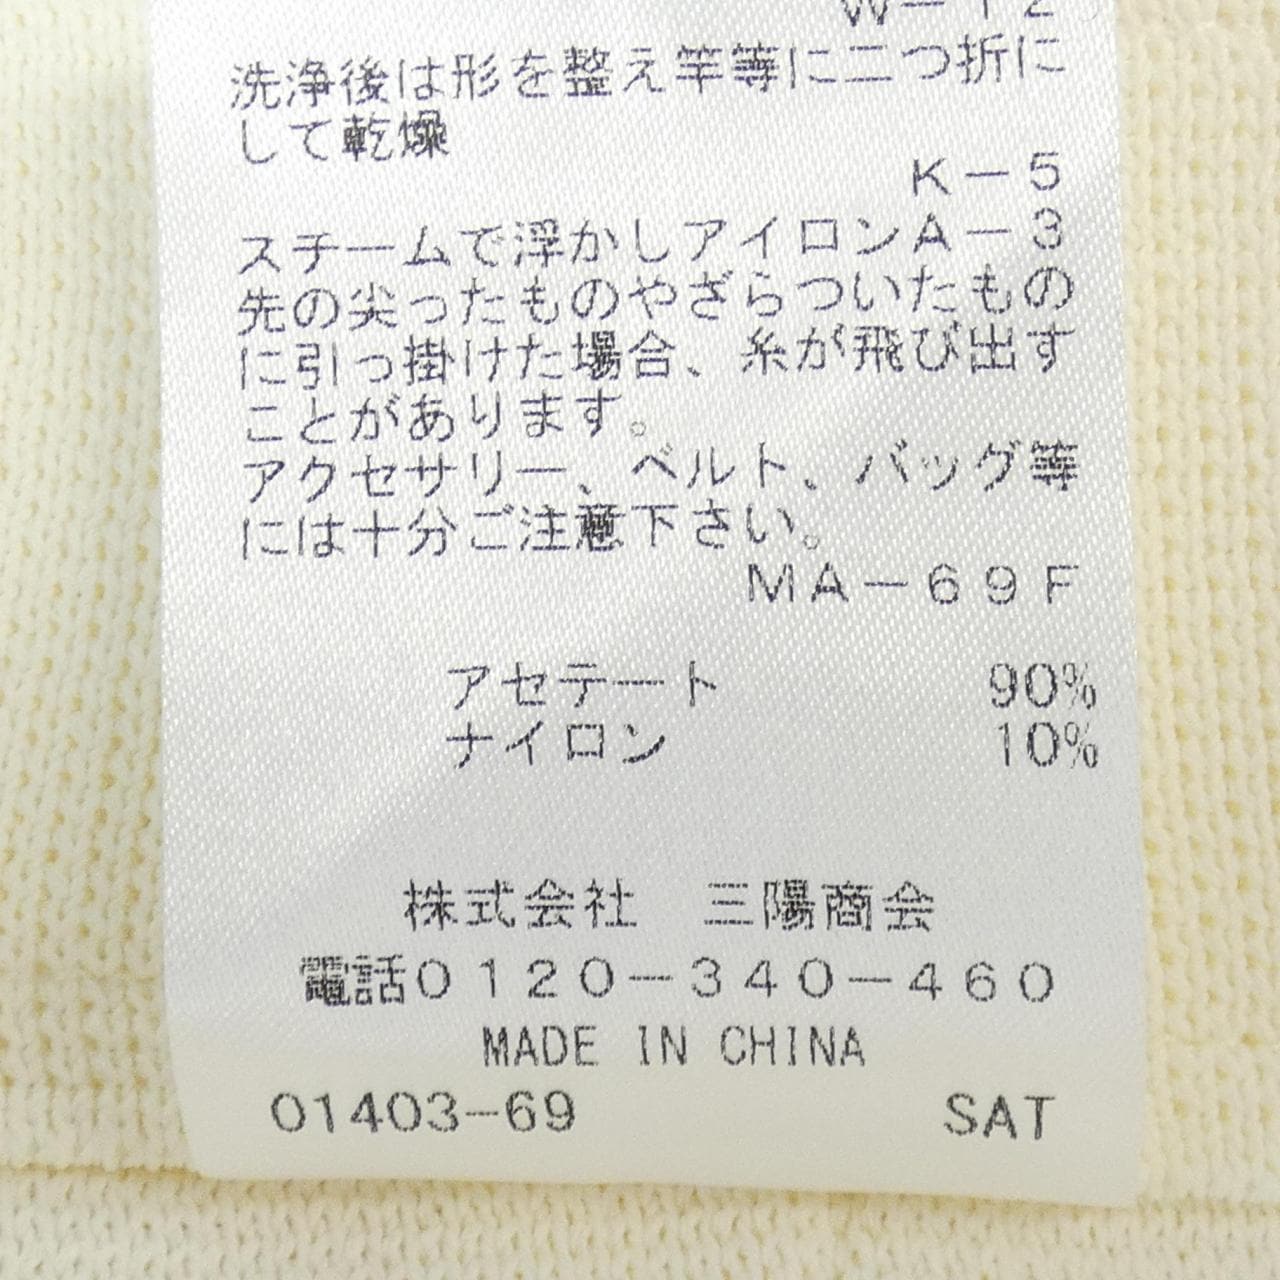 洗浄後は形を整え竿等に二つ折に
して乾燥
K-5
スチームで浮かしアイロンA-3
先の尖ったものやざらついたもの
に引っ掛けた場合、糸が飛び出す
ことがあります。
アクセサリー、ベルト、バッグ等
には十分ご注意下さい。
MA-69F
アセテート 90%
ナイロン 10%
株式会社 三陽商会
電話0120-340-460
MADE IN CHINA
01403-69 SAT